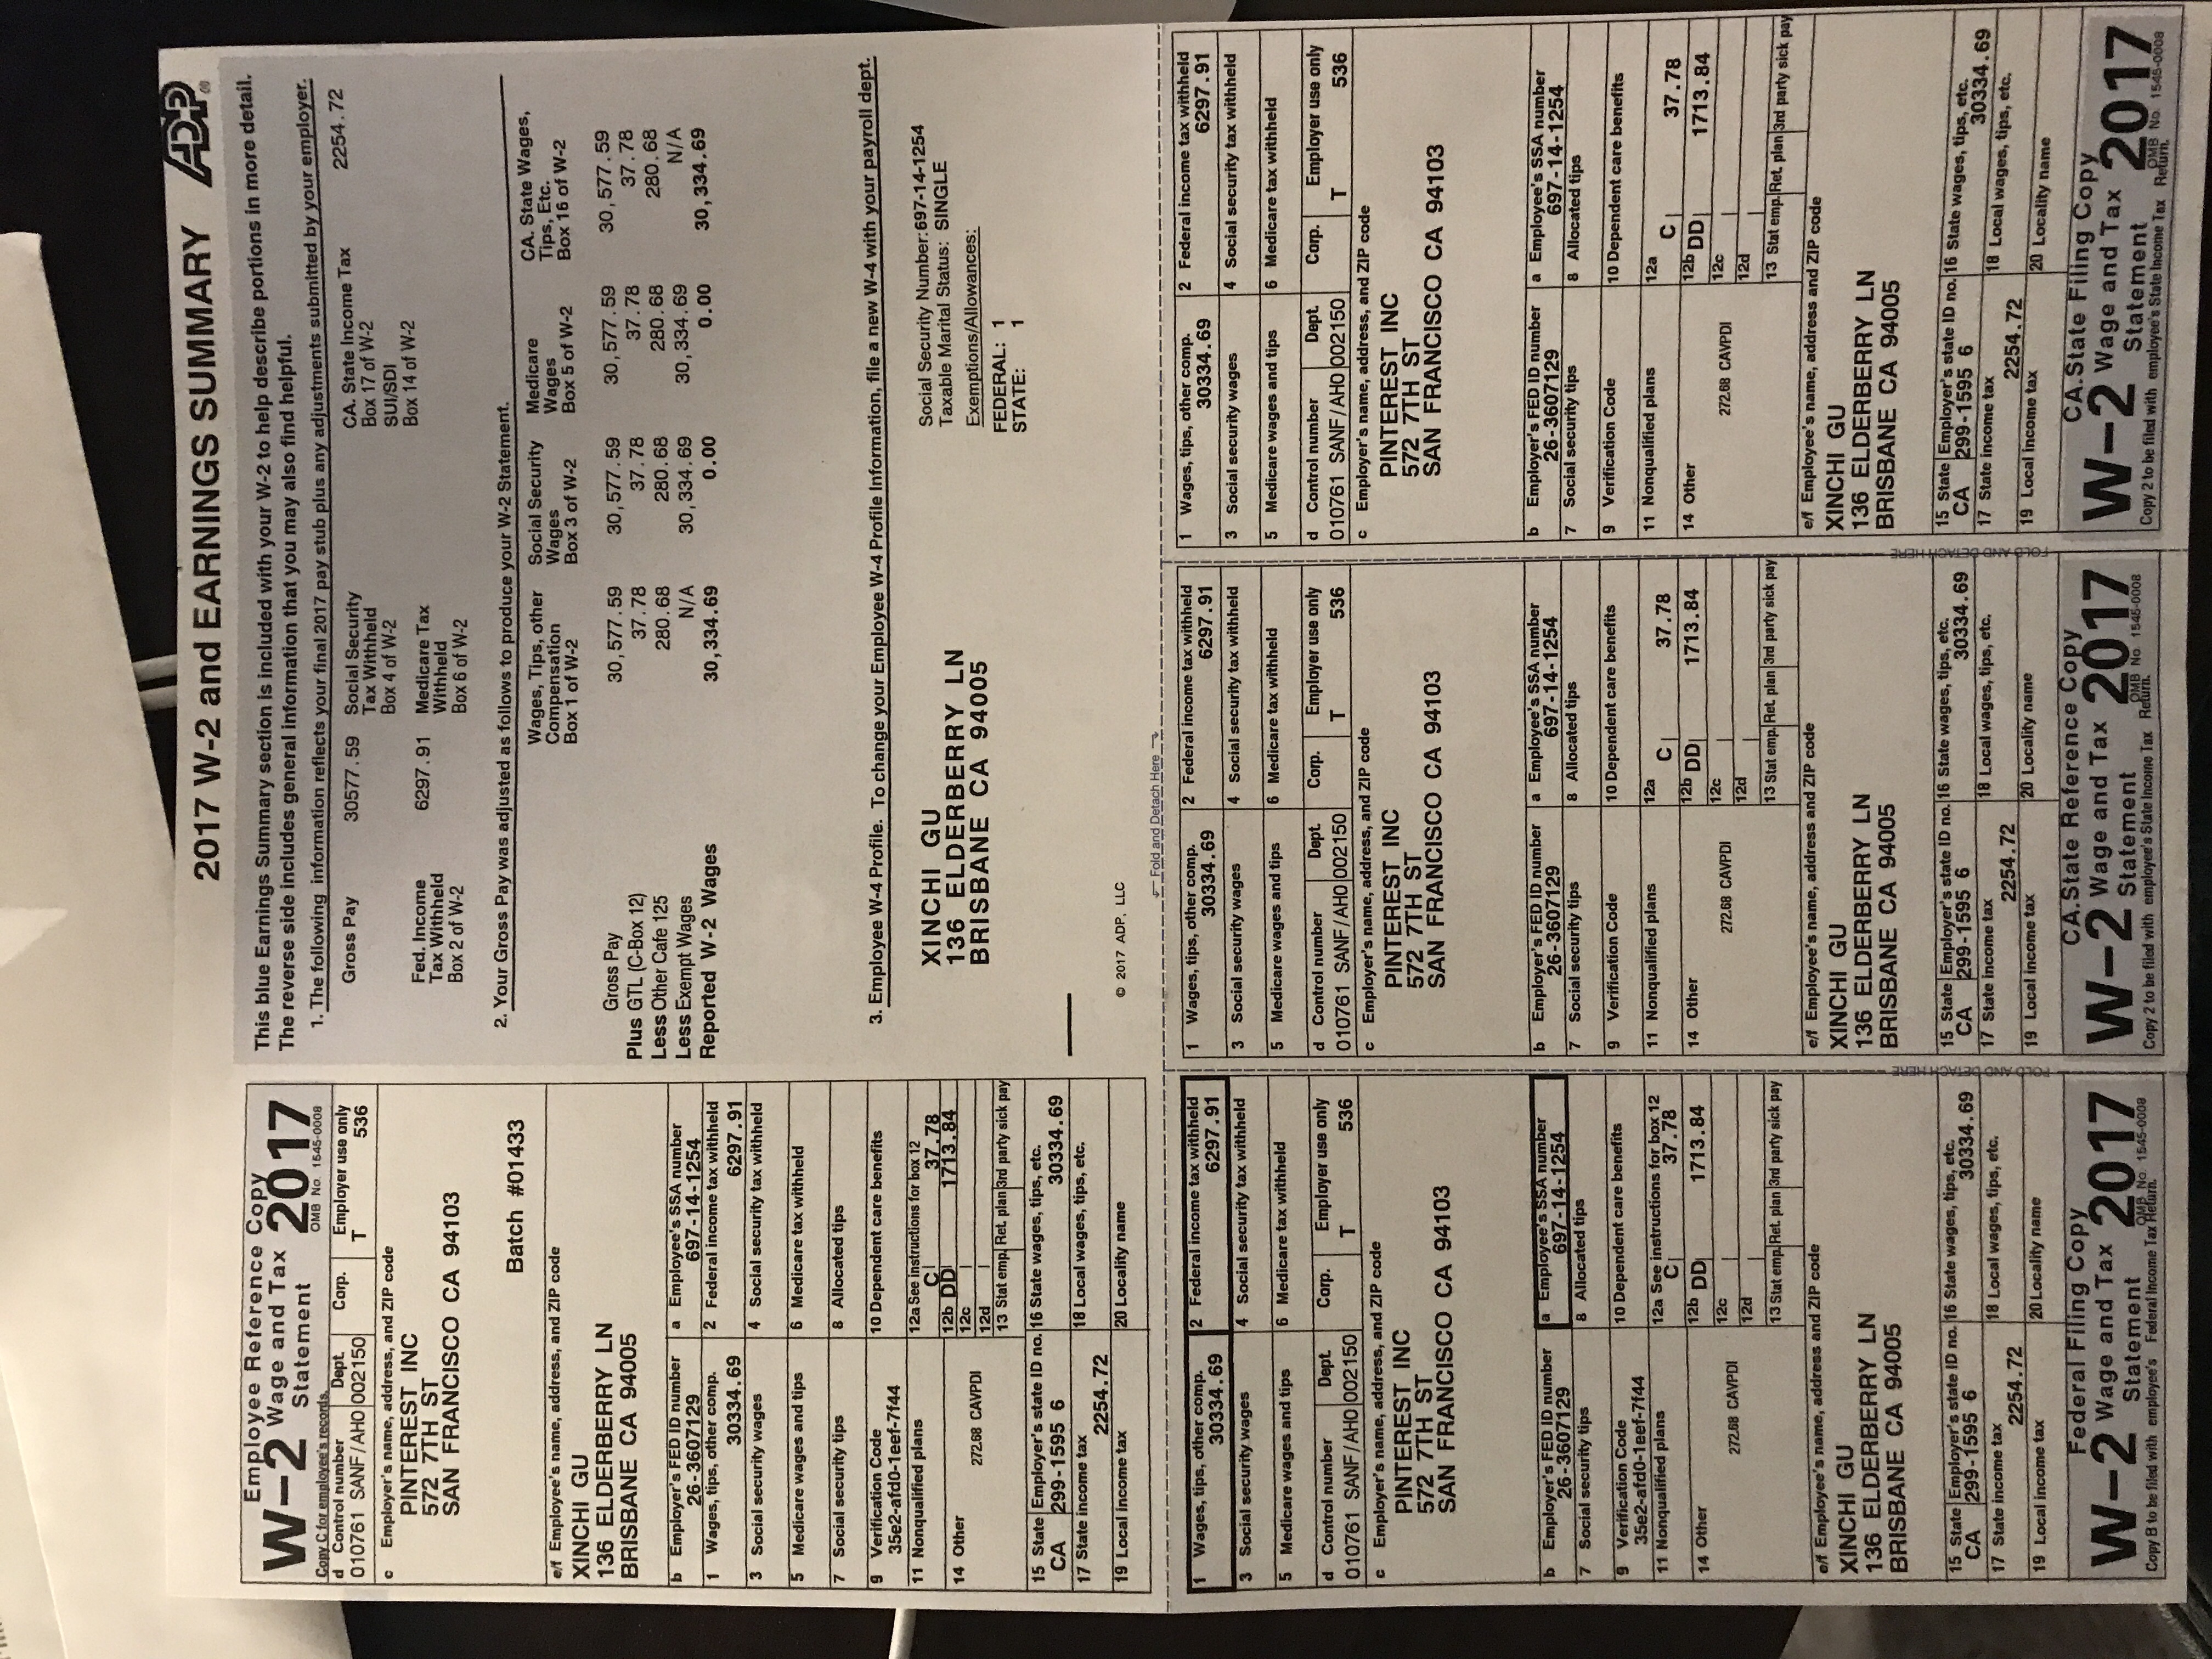 2017 W-2 and EARNINGS SUMMARY
ADP
Employee Reference Copy
W-2 Wage and Tax Statement 2017
OMB No. 1545-0008
Copy C for employee's records.
d Control number Dept. Corp. Employer use only
010761 SANF/AHO 002150 T 536
c Employer's name, address, and ZIP code
PINTEREST INC
572 7TH ST
SAN FRANCISCO CA 94103
Batch #01433
e/f Employee's name, address, and ZIP code
XINCHI GU
136 ELDERBERRY LN
BRISBANE CA 94005
b Employer's FED ID number a Employee's SSA number
26-3607129 697-14-1254
1 Wages, tips, other comp. 2 Federal income tax withheld
30334.69 6297.91
3 Social security wages 4 Social security tax withheld
5 Medicare wages and tips 6 Medicare tax withheld
7 Social security tips 8 Allocated tips
9 Verification Code 10 Dependent care benefits
35e2-afd0-1eef-7f44
11 Nonqualified plans 12a See instructions for box 12
C 37.78
12b DD 1713.84
14 Other
272.68 CAVPDI
12c
12d
13 Stat emp. Ret. plan 3rd party sick pay
15 State Employer's state ID no. 16 State wages, tips, etc.
CA 299-1595 6 30334.69
17 State income tax 18 Local wages, tips, etc.
2254.72
19 Local income tax 20 Locality name
This blue Earnings Summary section is included with your W-2 to help describe portions in more detail.
The reverse side includes general information that you may also find helpful.
1. The following information reflects your final 2017 pay stub plus any adjustments submitted by your employer.
Gross Pay 30577.59 Social Security CA. State Income Tax 2254.72
Tax Withheld Box 17 of W-2
Box 4 of W-2 SUI/SDI
Box 14 of W-2
Fed. Income 6297.91 Medicare Tax
Tax Withheld Withheld
Box 2 of W-2 Box 6 of W-2
2. Your Gross Pay was adjusted as follows to produce your W-2 Statement.
Wages, Tips, other Social Security Medicare CA. State Wages,
Compensation Wages Wages Tips, Etc.
Box 1 of W-2 Box 3 of W-2 Box 5 of W-2 Box 16 of W-2
Gross Pay 30,577.59 30,577.59 30,577.59 30,577.59
Plus GTL (C-Box 12) 37.78 37.78 37.78 37.78
Less Other Cafe 125 280.68 280.68 280.68 280.68
Less Exempt Wages N/A 30,334.69 30,334.69 N/A
Reported W-2 Wages 30,334.69 0.00 0.00 30,334.69
3. Employee W-4 Profile. To change your Employee W-4 Profile Information, file a new W-4 with your payroll dept.
XINCHI GU
136 ELDERBERRY LN
BRISBANE CA 94005
Social Security Number:697-14-1254
Taxable Marital Status: SINGLE
Exemptions/Allowances:
FEDERAL: 1
STATE: 1
© 2017 ADP, LLC
Fold and Detach Here
1 Wages, tips, other comp. 2 Federal income tax withheld
30334.69 6297.91
3 Social security wages 4 Social security tax withheld
5 Medicare wages and tips 6 Medicare tax withheld
d Control number Dept. Corp. Employer use only
010761 SANF/AHO 002150 T 536
c Employer's name, address, and ZIP code
PINTEREST INC
572 7TH ST
SAN FRANCISCO CA 94103
b Employer's FED ID number a Employee's SSA number
26-3607129 697-14-1254
7 Social security tips 8 Allocated tips
9 Verification Code 10 Dependent care benefits
35e2-afd0-1eef-7f44
11 Nonqualified plans 12a See instructions for box 12
C 37.78
14 Other 12b DD 1713.84
272.68 CAVPDI 12c
12d
13 Stat emp. Ret. plan 3rd party sick pay
e/f Employee's name, address and ZIP code
XINCHI GU
136 ELDERBERRY LN
BRISBANE CA 94005
15 State Employer's state ID no. 16 State wages, tips, etc.
CA 299-1595 6 30334.69
17 State income tax 18 Local wages, tips, etc.
2254.72
19 Local income tax 20 Locality name
Federal Filing Copy
W-2 Wage and Tax Statement 2017
OMB No. 1545-0008
Copy B to be filed with employee's Federal Income Tax Return.
FOLD AND DETACH HERE
1 Wages, tips, other comp. 2 Federal income tax withheld
30334.69 6297.91
3 Social security wages 4 Social security tax withheld
5 Medicare wages and tips 6 Medicare tax withheld
d Control number Dept. Corp. Employer use only
010761 SANF/AHO 002150 T 536
c Employer's name, address, and ZIP code
PINTEREST INC
572 7TH ST
SAN FRANCISCO CA 94103
b Employer's FED ID number a Employee's SSA number
26-3607129 697-14-1254
7 Social security tips 8 Allocated tips
9 Verification Code 10 Dependent care benefits
11 Nonqualified plans 12a
C 37.78
14 Other 12b DD 1713.84
272.68 CAVPDI 12c
12d
13 Stat emp. Ret. plan 3rd party sick pay
e/f Employee's name, address and ZIP code
XINCHI GU
136 ELDERBERRY LN
BRISBANE CA 94005
15 State Employer's state ID no. 16 State wages, tips, etc.
CA 299-1595 6 30334.69
17 State income tax 18 Local wages, tips, etc.
2254.72
19 Local income tax 20 Locality name
CA.State Reference Copy
W-2 Wage and Tax Statement 2017
OMB No. 1545-0008
Copy 2 to be filed with employee's State Income Tax Return.
FOLD AND DETACH HERE
1 Wages, tips, other comp. 2 Federal income tax withheld
30334.69 6297.91
3 Social security wages 4 Social security tax withheld
5 Medicare wages and tips 6 Medicare tax withheld
d Control number Dept. Corp. Employer use only
010761 SANF/AHO 002150 T 536
c Employer's name, address, and ZIP code
PINTEREST INC
572 7TH ST
SAN FRANCISCO CA 94103
b Employer's FED ID number a Employee's SSA number
26-3607129 697-14-1254
7 Social security tips 8 Allocated tips
9 Verification Code 10 Dependent care benefits
11 Nonqualified plans 12a
C 37.78
14 Other 12b DD 1713.84
272.68 CAVPDI 12c
12d
13 Stat emp. Ret. plan 3rd party sick pay
e/f Employee's name, address and ZIP code
XINCHI GU
136 ELDERBERRY LN
BRISBANE CA 94005
15 State Employer's state ID no. 16 State wages, tips, etc.
CA 299-1595 6 30334.69
17 State income tax 18 Local wages, tips, etc.
2254.72
19 Local income tax 20 Locality name
CA.State Filing Copy
W-2 Wage and Tax Statement 2017
OMB No. 1545-0008
Copy 2 to be filed with employee's State Income Tax Return.